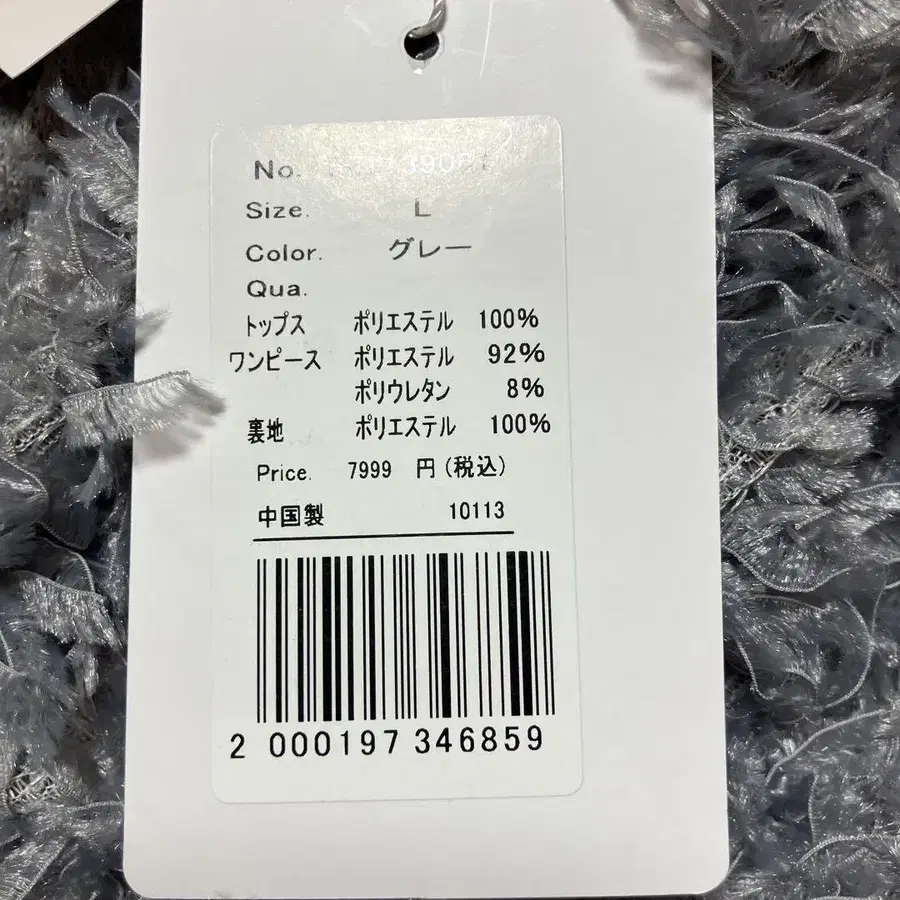 No.
Size. L
Color. グレー
Qua.
トップス ポリエステル 100%
ワンピース ポリエステル 92%
ポリウレタン 8%
裏地 ポリエステル 100%
Price. 7999 円(税込)
中国製 10113
2 000197 346859